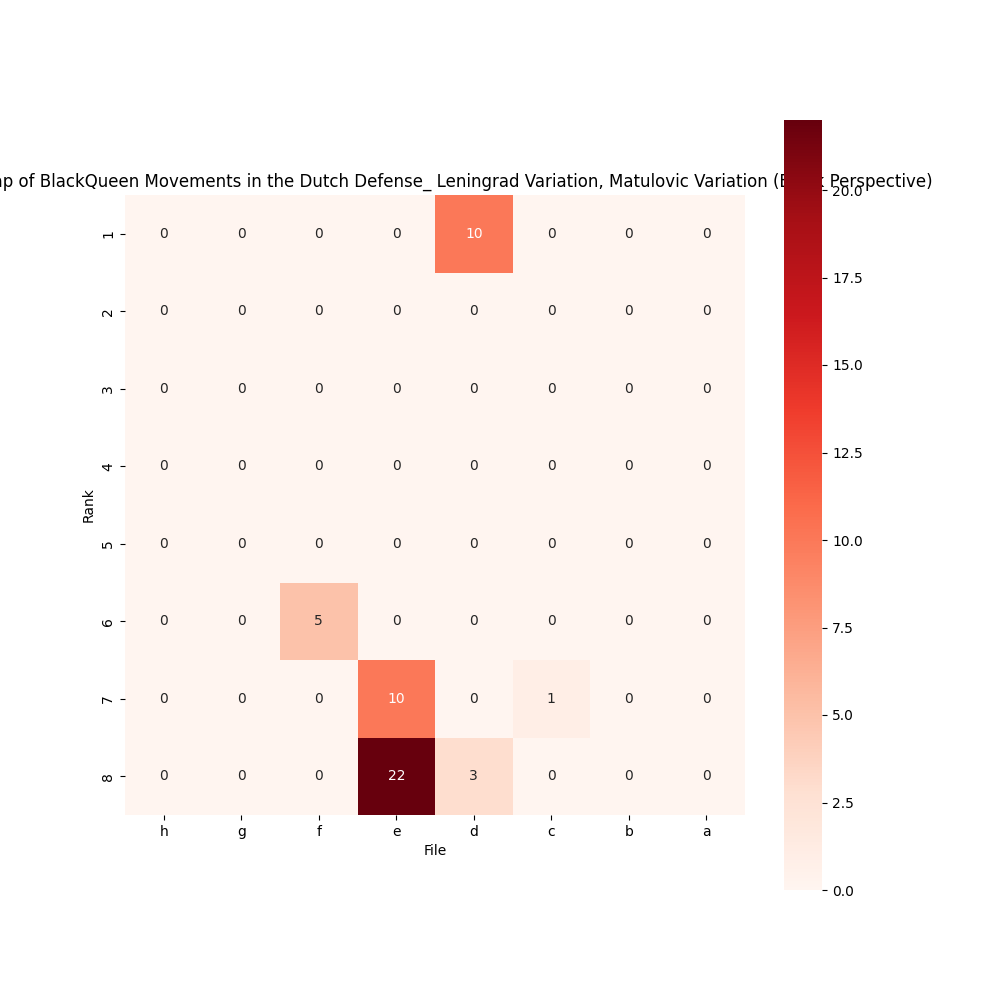 ap of BlackQueen Movements in the Dutch Defense_ Leningrad Variation, Matulovic Variation (Black Perspective)
1 0 0 0 0 10 0 0 0
2 0 0 0 0 0 0 0 0
3 0 0 0 0 0 0 0 0
4 0 0 0 0 0 0 0 0
5 0 0 0 0 0 0 0 0
6 0 0 5 0 0 0 0 0
7 0 0 0 10 0 1 0 0
8 0 0 0 22 3 0 0 0
h g f e d c b a
File
Rank
20.0
17.5
15.0
12.5
10.0
7.5
5.0
2.5
0.0